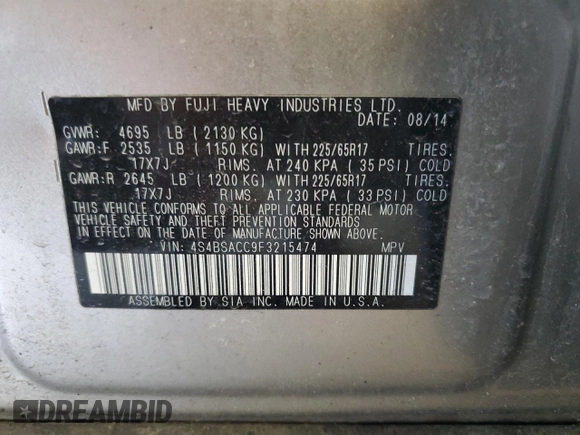 MFD BY FUJI HEAVY INDUSTRIES LTD.
DATE: 08/14
GVWR: 4695 LB ( 2130 KG)
GAWR:F 2535 LB ( 1150 KG) WITH 225/65R17 TIRES.
17X7J RIMS. AT 240 KPA ( 35 PSI) COLD
GAWR:R 2645 LB ( 1200 KG) WITH 225/65R17 TIRES.
17X7J RIMS. AT 230 KPA ( 33 PSI) COLD
THIS VEHICLE CONFORMS TO ALL APPLICABLE FEDERAL MOTOR
VEHICLE SAFETY BUMPER AND THEFT PREVENTION STANDARDS
IN EFFECT ON THE DATE OF MANUFACTURE SHOWN ABOVE
VIN: 4S4BSACC9F3215474 MPV
ASSEMBLED BY SIA INC. MADE IN U.S.A.
DREAMBID